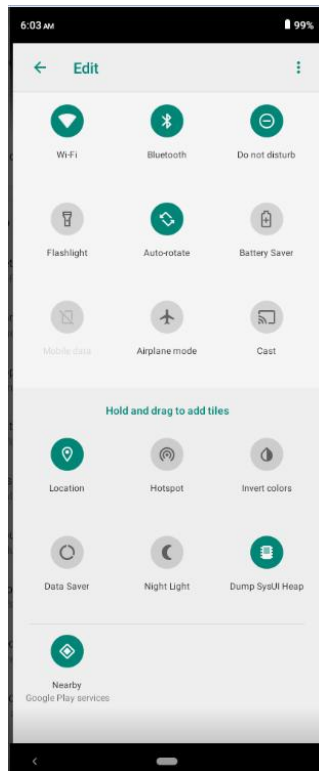 6:03 AM 99%
Edit
Wi-Fi Bluetooth Do not disturb
Flashlight Auto-rotate Battery Saver
Mobile data Airplane mode Cast
Hold and drag to add tiles
Location Hotspot Invert colors
Data Saver Night Light Dump SysUI Heap
Nearby
Google Play services